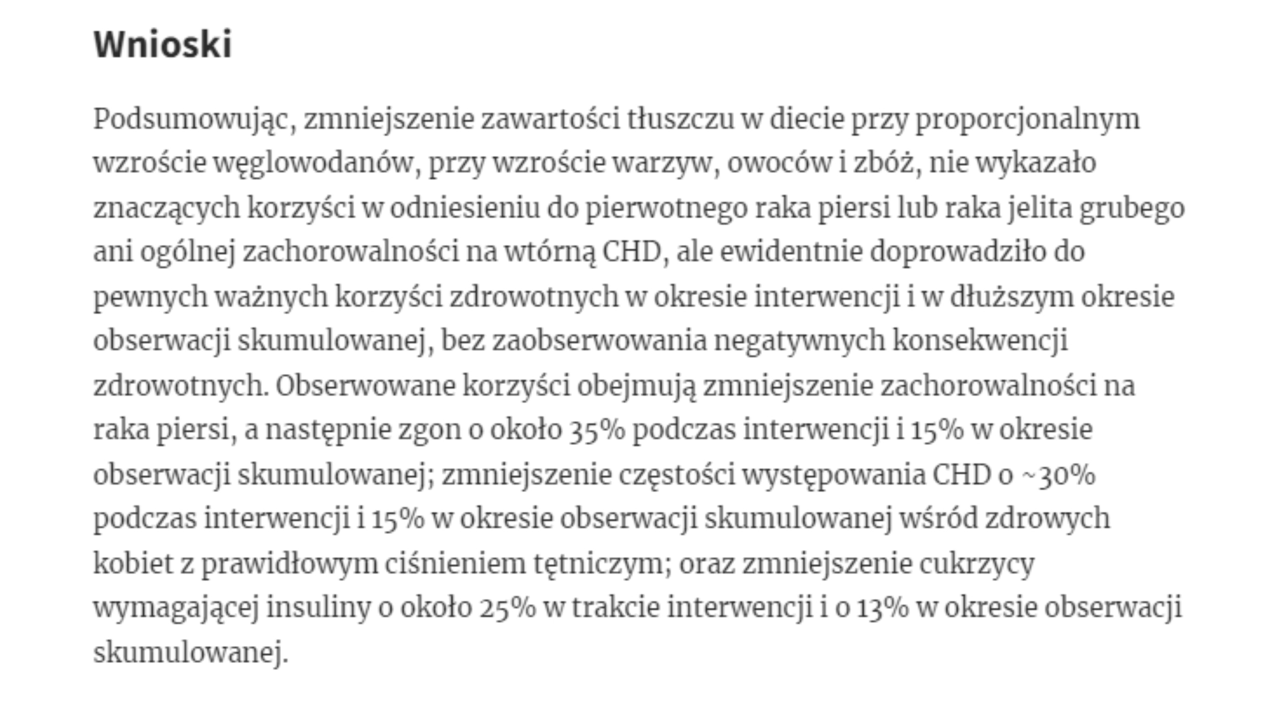 Wnioski
Podsumowując, zmniejszenie zawartości tłuszczu w diecie przy proporcjonalnym
wzroście węglowodanów, przy wzroście warzyw, owoców i zbóż, nie wykazało
znaczących korzyści w odniesieniu do pierwotnego raka piersi lub raka jelita grubego
ani ogólnej zachorowalności na wtórną CHD, ale ewidentnie doprowadziło do
pewnych ważnych korzyści zdrowotnych w okresie interwencji i w dłuższym okresie
obserwacji skumulowanej, bez zaobserwowania negatywnych konsekwencji
zdrowotnych. Obserwowane korzyści obejmują zmniejszenie zachorowalności na
raka piersi, a następnie zgon o około 35% podczas interwencji i 15% w okresie
obserwacji skumulowanej; zmniejszenie częstości występowania CHD o ~30%
podczas interwencji i 15% w okresie obserwacji skumulowanej wśród zdrowych
kobiet z prawidłowym ciśnieniem tętniczym; oraz zmniejszenie cukrzycy
wymagającej insuliny o około 25% w trakcie interwencji i o 13% w okresie obserwacji
skumulowanej.